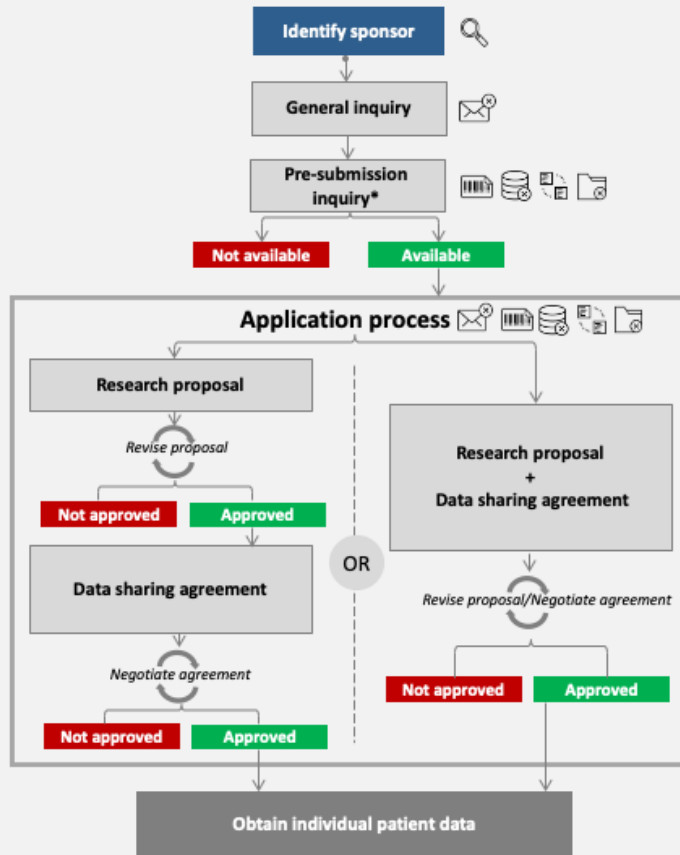 Identify sponsor
General inquiry
Pre-submission
inquiry*
Not available
Available
Application process
Research proposal
Revise proposal
Not approved
Approved
Data sharing agreement
Negotiate agreement
Not approved
Approved
OR
Research proposal
+
Data sharing agreement
Revise proposal/Negotiate agreement
Not approved
Approved
Obtain individual patient data